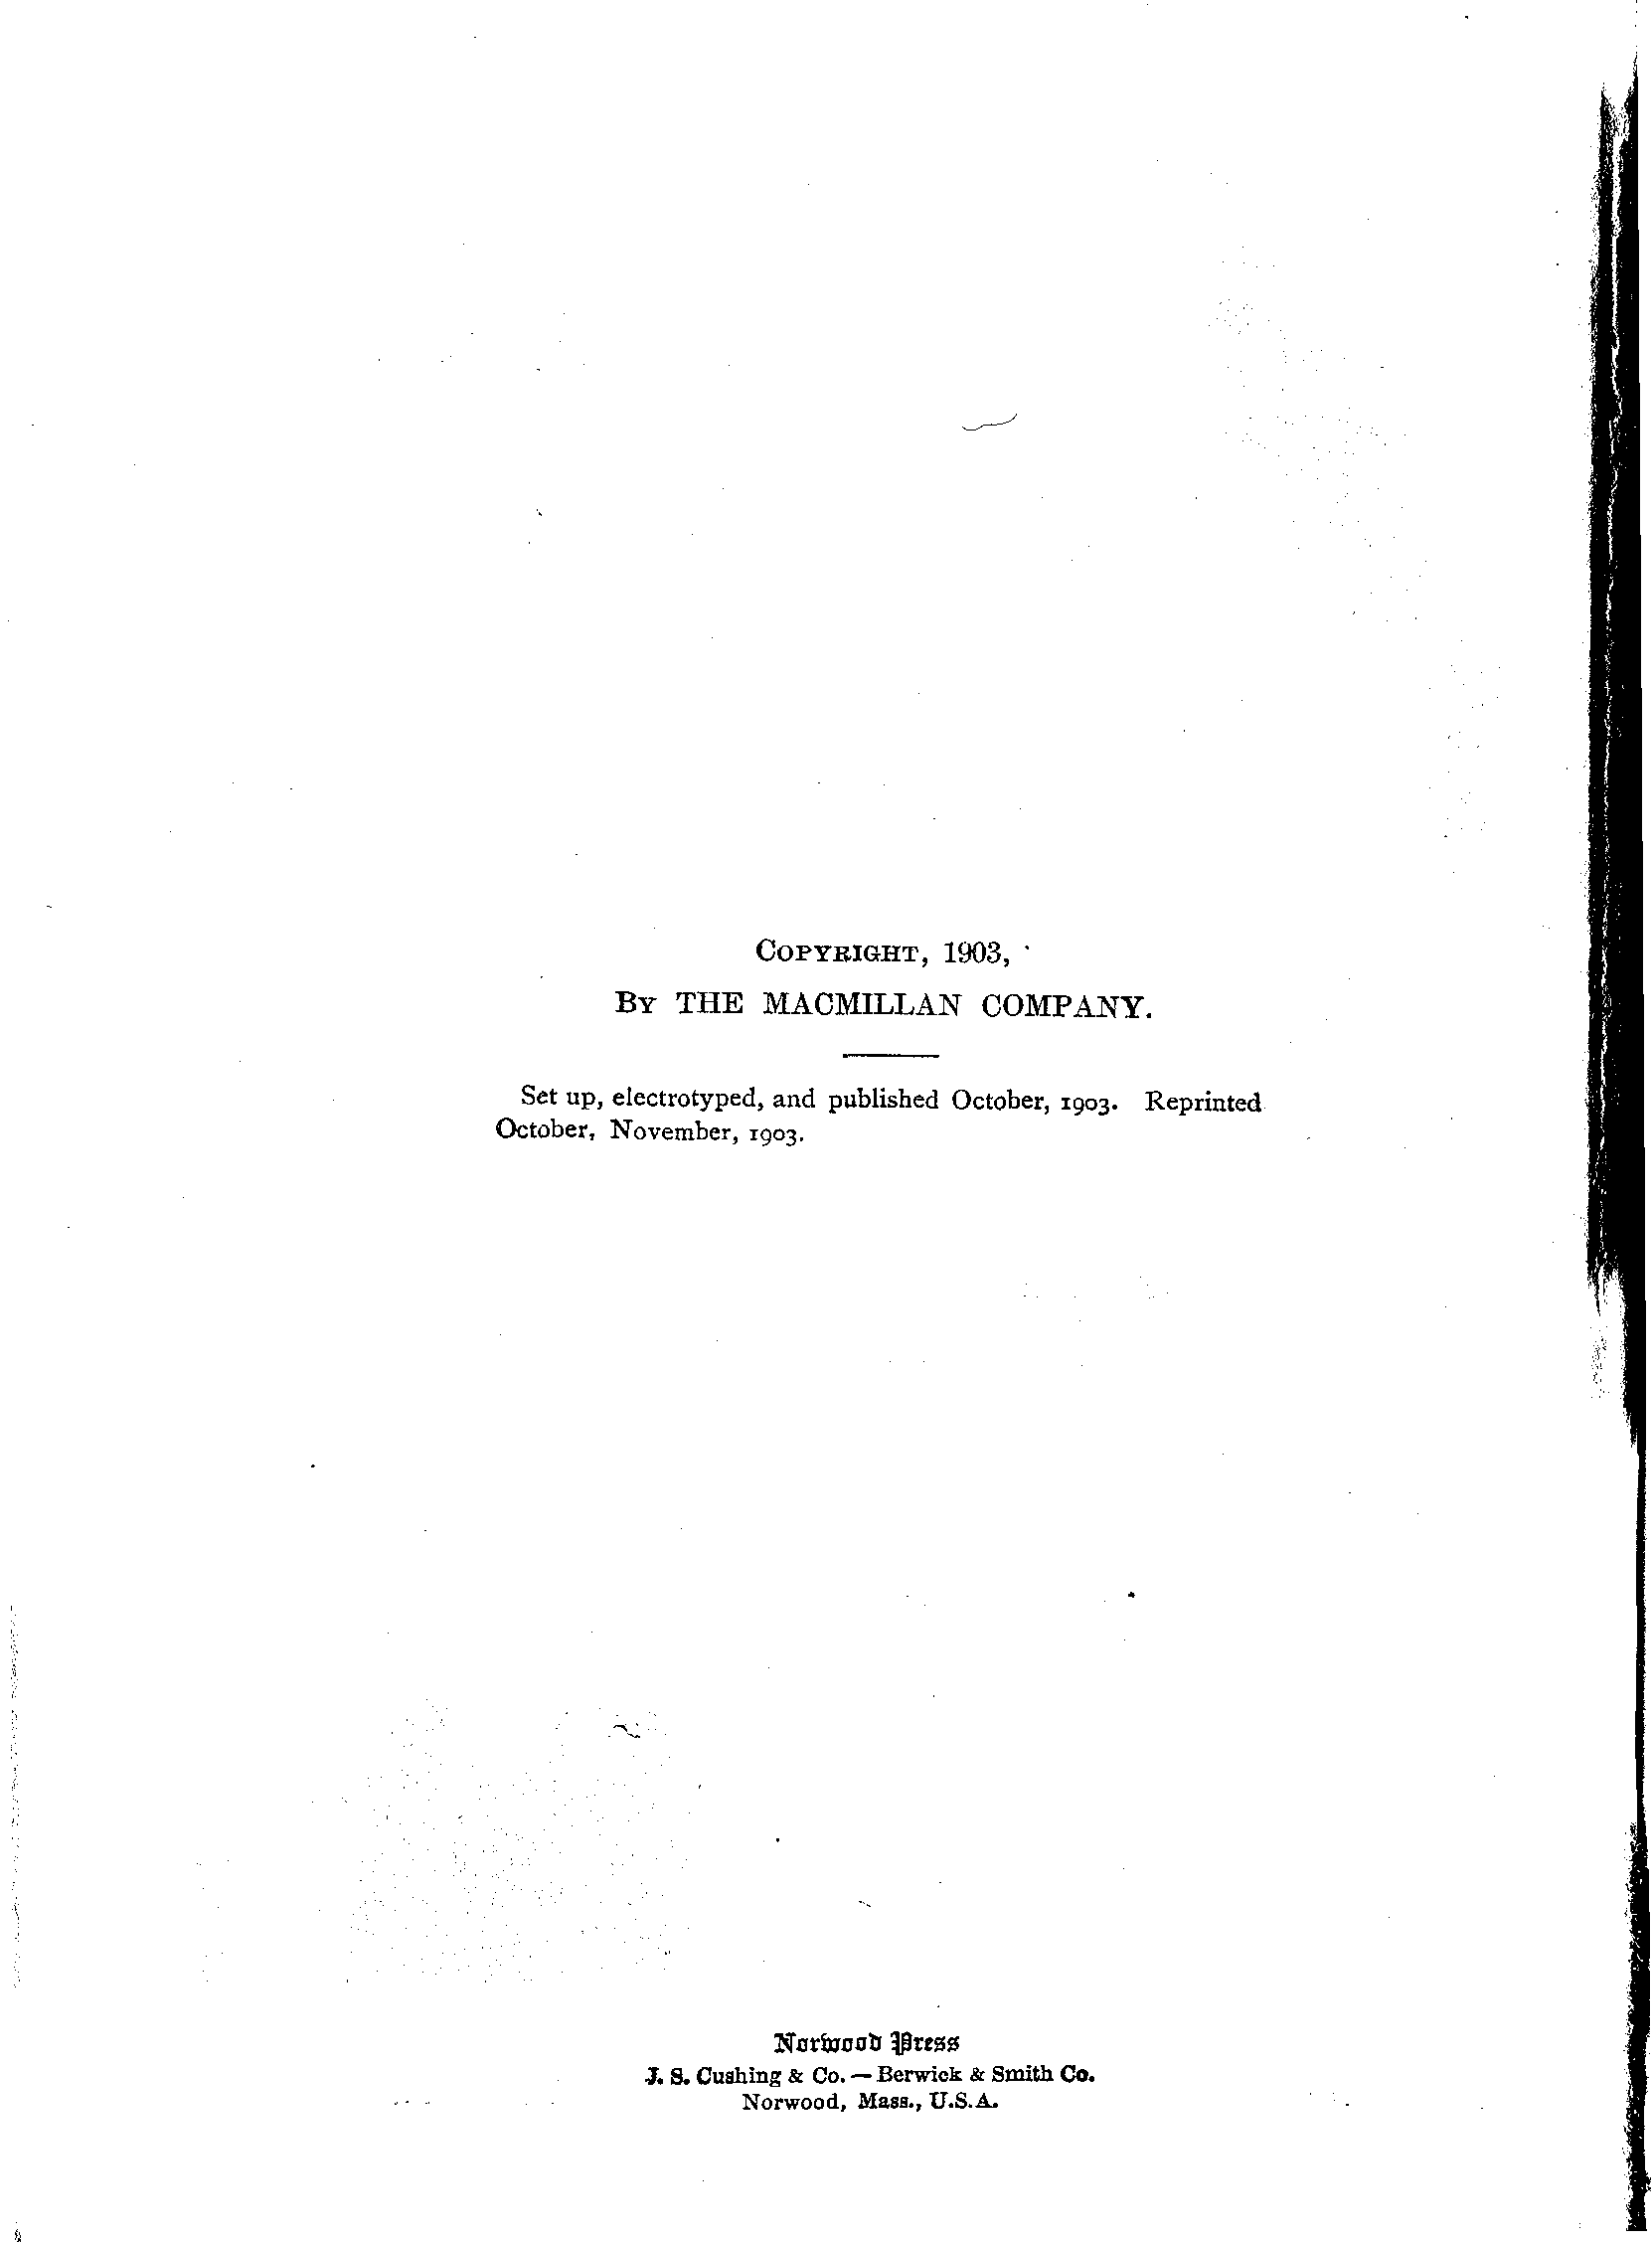 COPYRIGHT, 1903,
BY THE MACMILLAN COMPANY.
Set up, electrotyped, and published October, 1903. Reprinted
October, November, 1903.
Norwood Press
J. S. Cushing & Co. — Berwick & Smith Co.
Norwood, Mass., U.S.A.